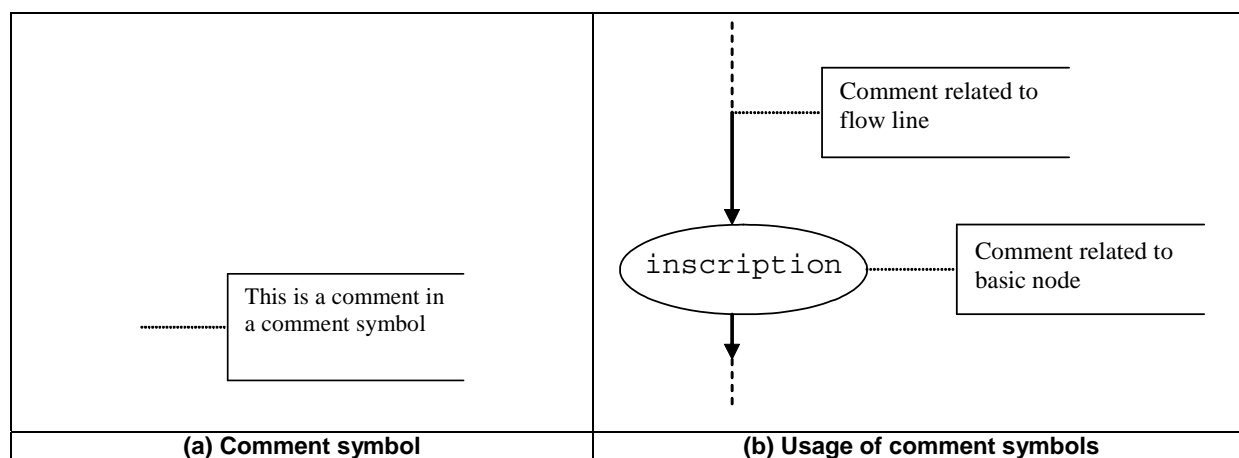 This is a comment in
a comment symbol
(a) Comment symbol
Comment related to
flow line
inscription
Comment related to
basic node
(b) Usage of comment symbols